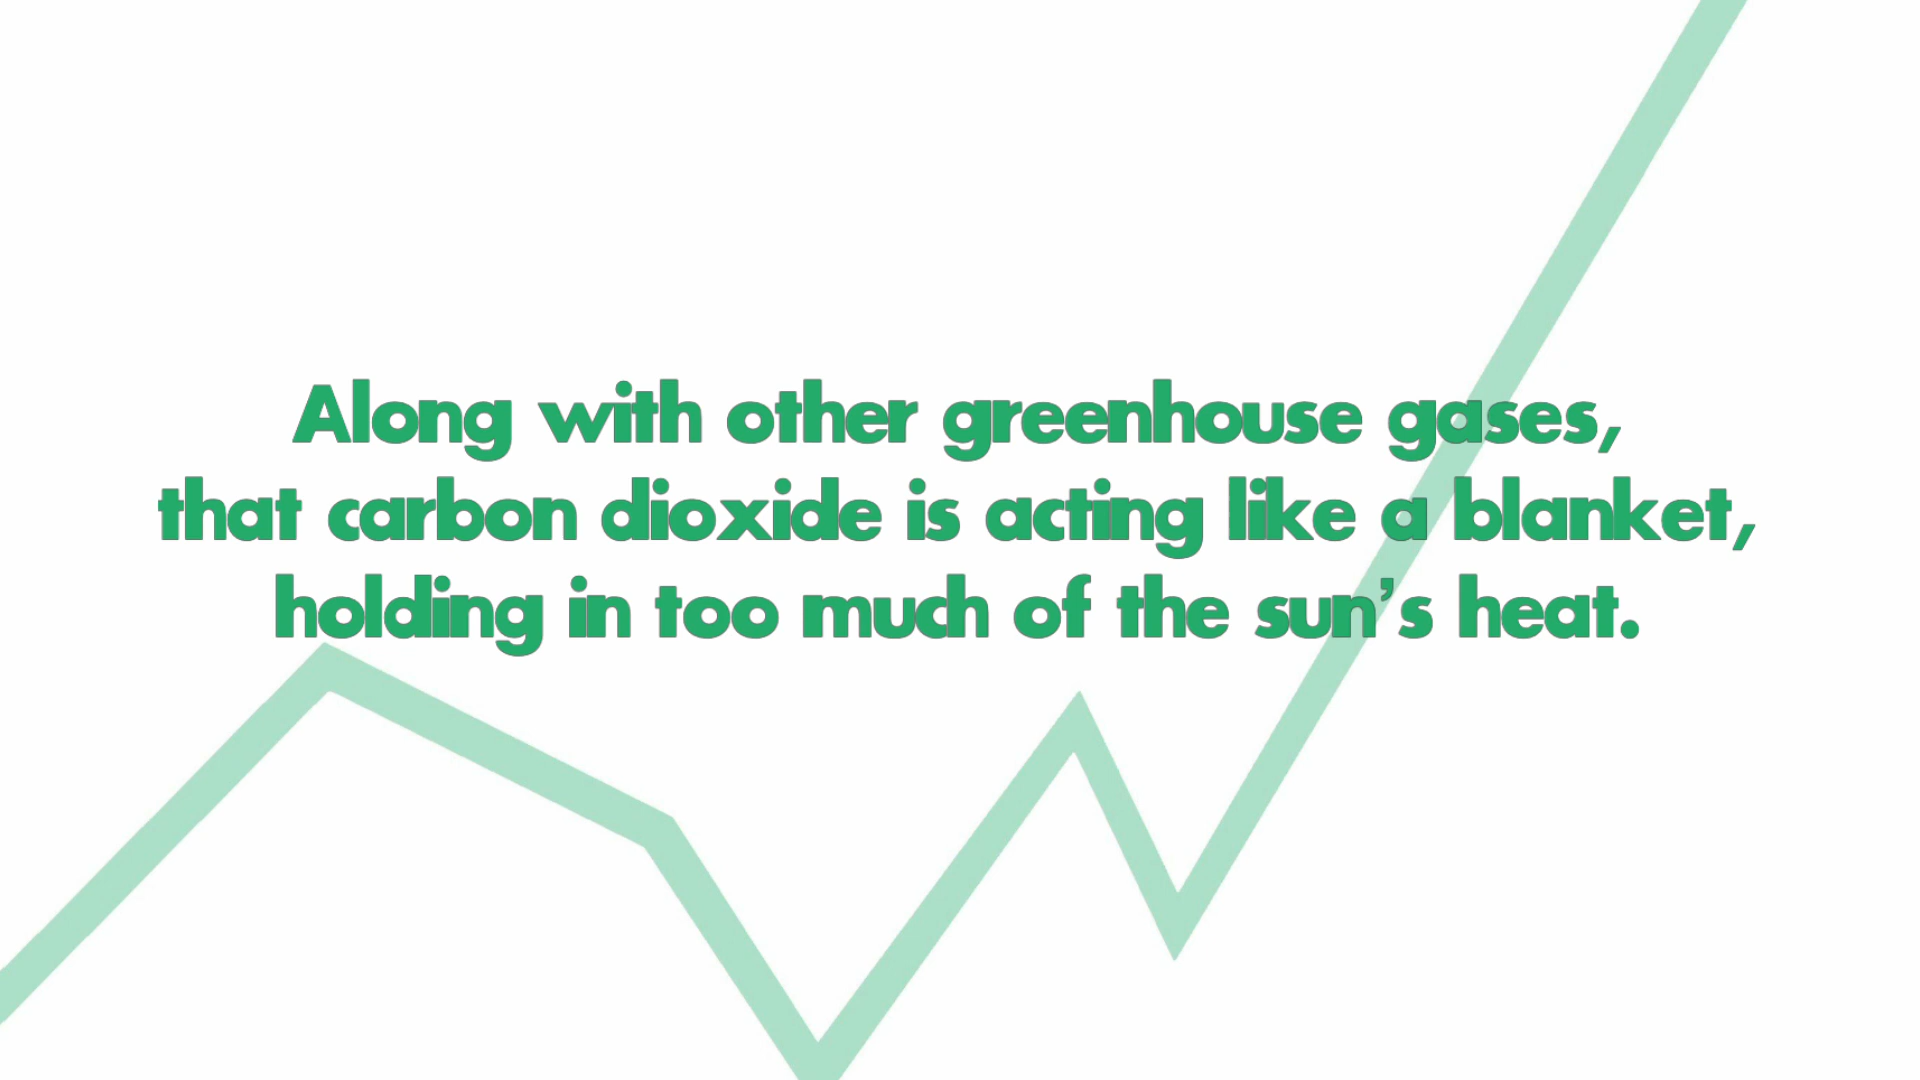 Along with other greenhouse gases,
that carbon dioxide is acting like a blanket,
holding in too much of the sun’s heat.